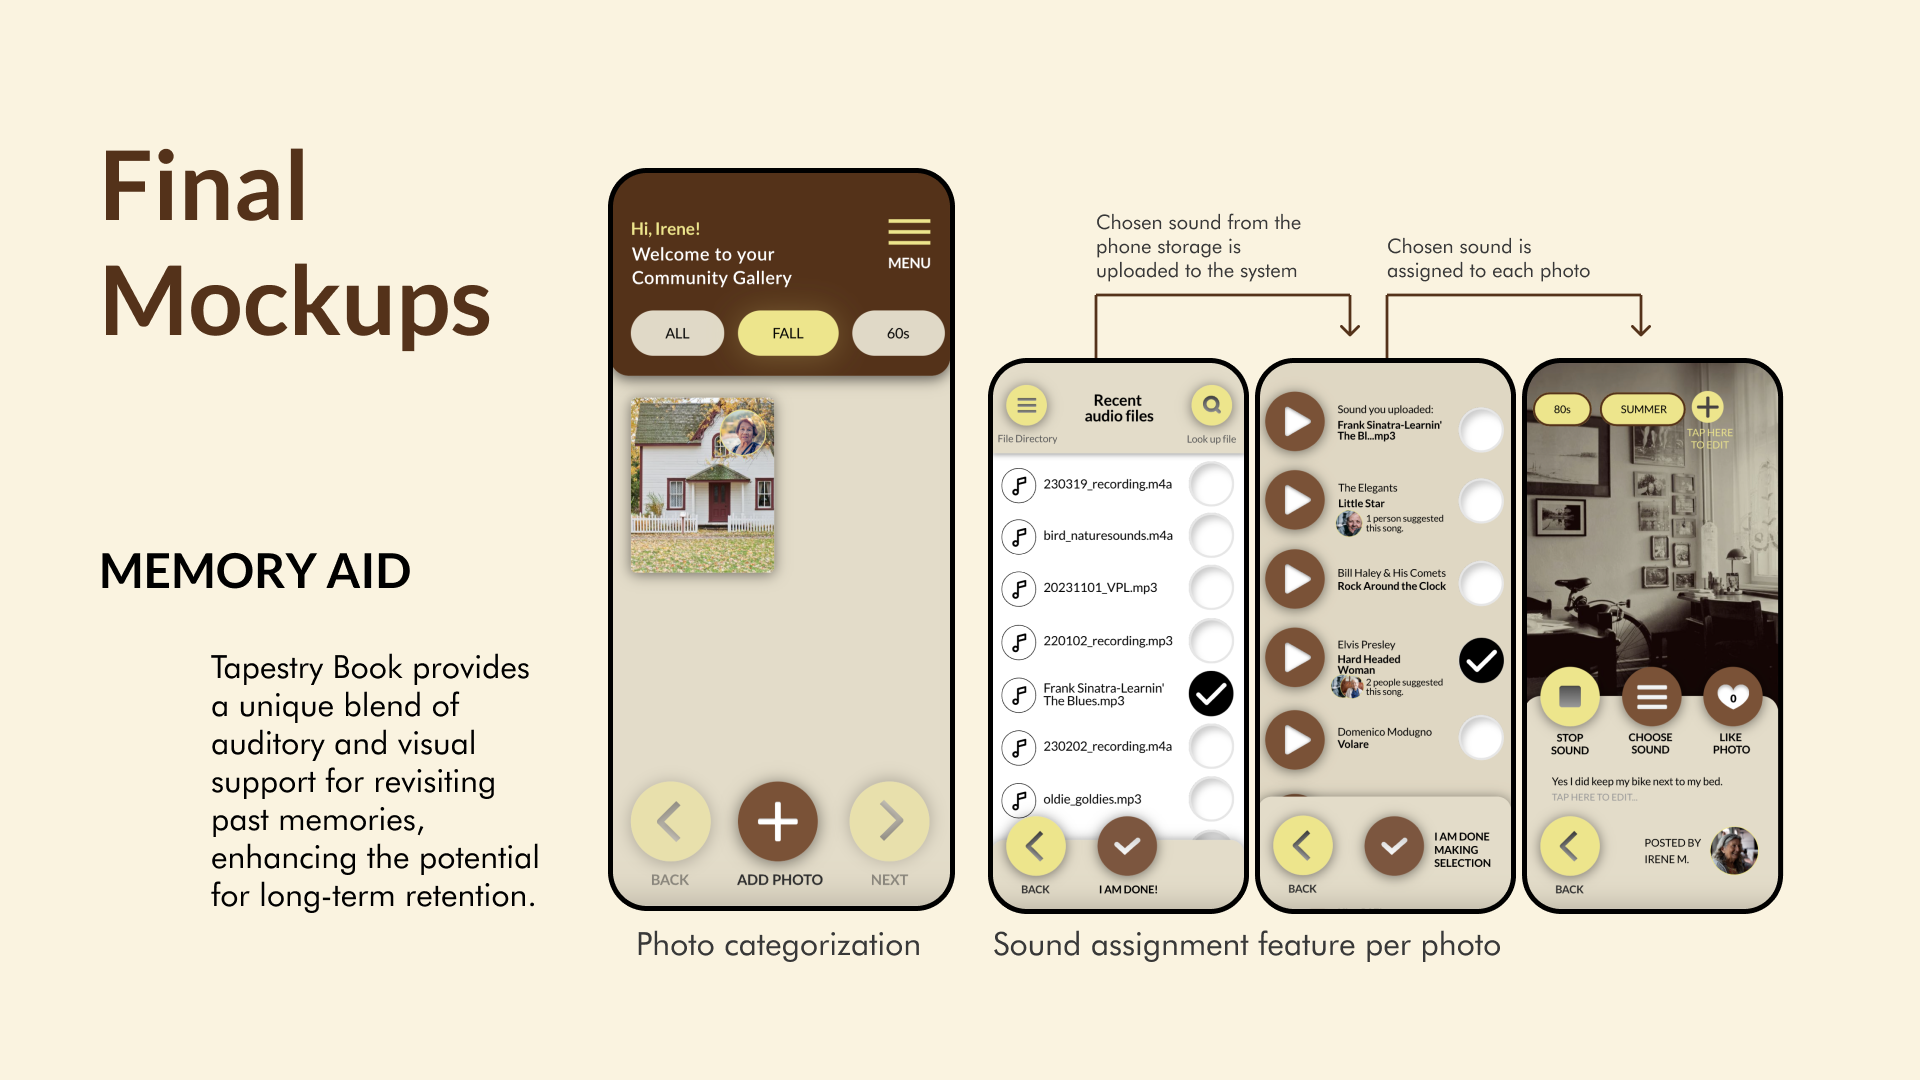 Final
Mockups
MEMORY AID
Tapestry Book provides
a unique blend of
auditory and visual
support for revisiting
past memories,
enhancing the potential
for long-term retention.
Hi, Irene!
Welcome to your
Community Gallery
MENU
ALL
FALL
60s
BACK
ADD PHOTO
NEXT
Photo categorization
Chosen sound from the
phone storage is
uploaded to the system
Chosen sound is
assigned to each photo
Recent
audio files
File Directory
Look up file
230319_recording.m4a
bird_naturesounds.m4a
20231101_VPL.mp3
220102_recording.mp3
Frank Sinatra-Learnin'
The Blues.mp3
230202_recording.m4a
oldie_goldies.mp3
BACK
I AM DONE!
Sound you uploaded:
Frank Sinatra-Learnin'
The Bl...mp3
The Elegants
Little Star
1 person suggested
this song.
Bill Haley & His Comets
Rock Around the Clock
Elvis Presley
Hard Headed
Woman
2 people suggested
this song.
Domenico Modugno
Volare
BACK
I AM DONE
MAKING
SELECTION
80s
SUMMER
TAP HERE
TO EDIT
STOP
SOUND
CHOOSE
SOUND
0
LIKE
PHOTO
Yes I did keep my bike next to my bed.
TAP HERE TO EDIT...
BACK
POSTED BY
IRENE M.
Sound assignment feature per photo